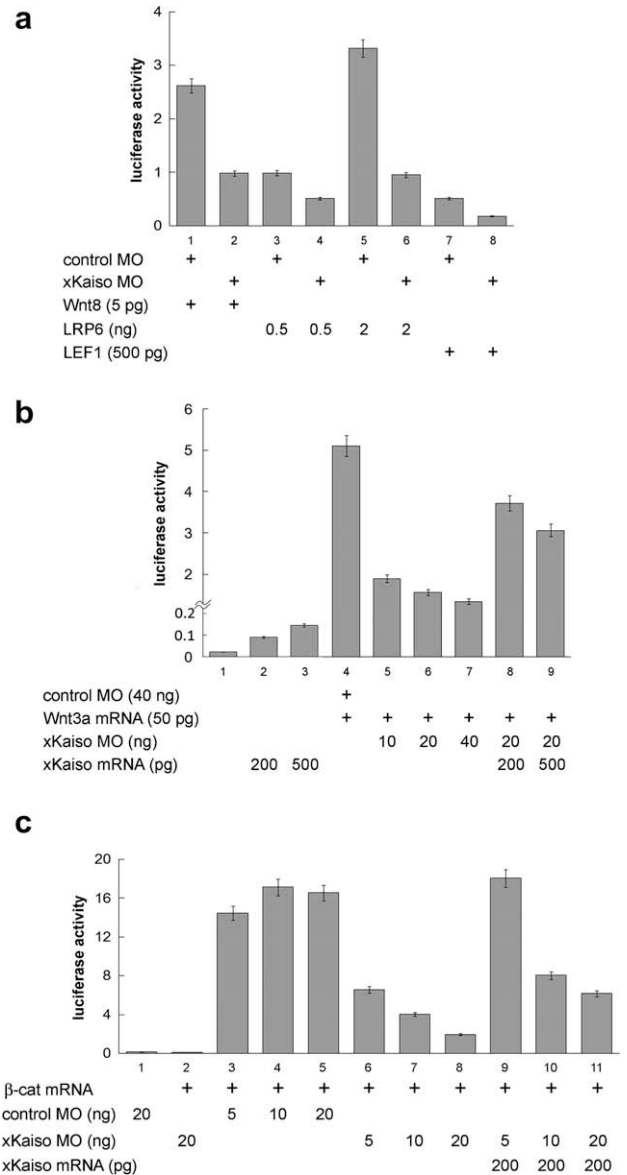 a
4
3
2
1
0
luciferase activity
1 2 3 4 5 6 7 8
control MO + + + +
xKaiso MO + + + +
Wnt8 (5 pg) + +
LRP6 (ng) 0.5 0.5 2 2
LEF1 (500 pg) + +
b
6
5
4
3
2
0.2
0.1
0
luciferase activity
1 2 3 4 5 6 7 8 9
control MO (40 ng) +
Wnt3a mRNA (50 pg) + + + + + +
xKaiso MO (ng) 10 20 40 20 20
xKaiso mRNA (pg) 200 500 200 500
c
20
16
12
8
4
0
luciferase activity
1 2 3 4 5 6 7 8 9 10 11
β-cat mRNA + + + + + + + + + +
control MO (ng) 20 5 10 20
xKaiso MO (ng) 20 5 10 20 5 10 20
xKaiso mRNA (pg) 200 200 200